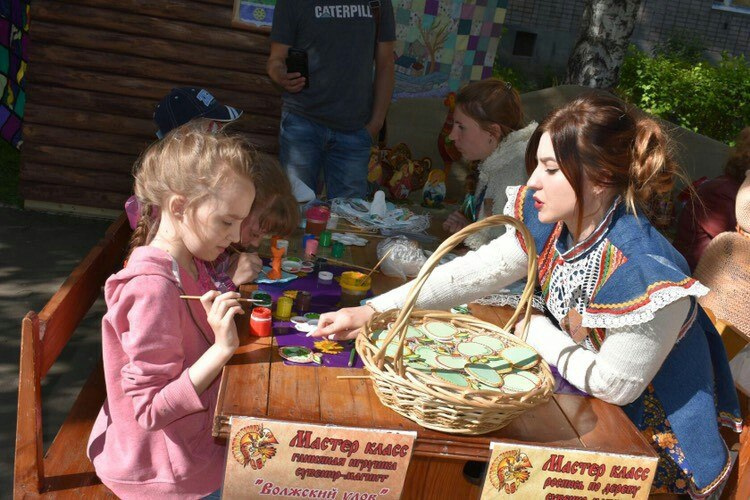 CATERPILL
Мастер класс
глиняная игрушка
сувенир-магнит
"Волжский улов"
Мастер класс
роспись по дереву